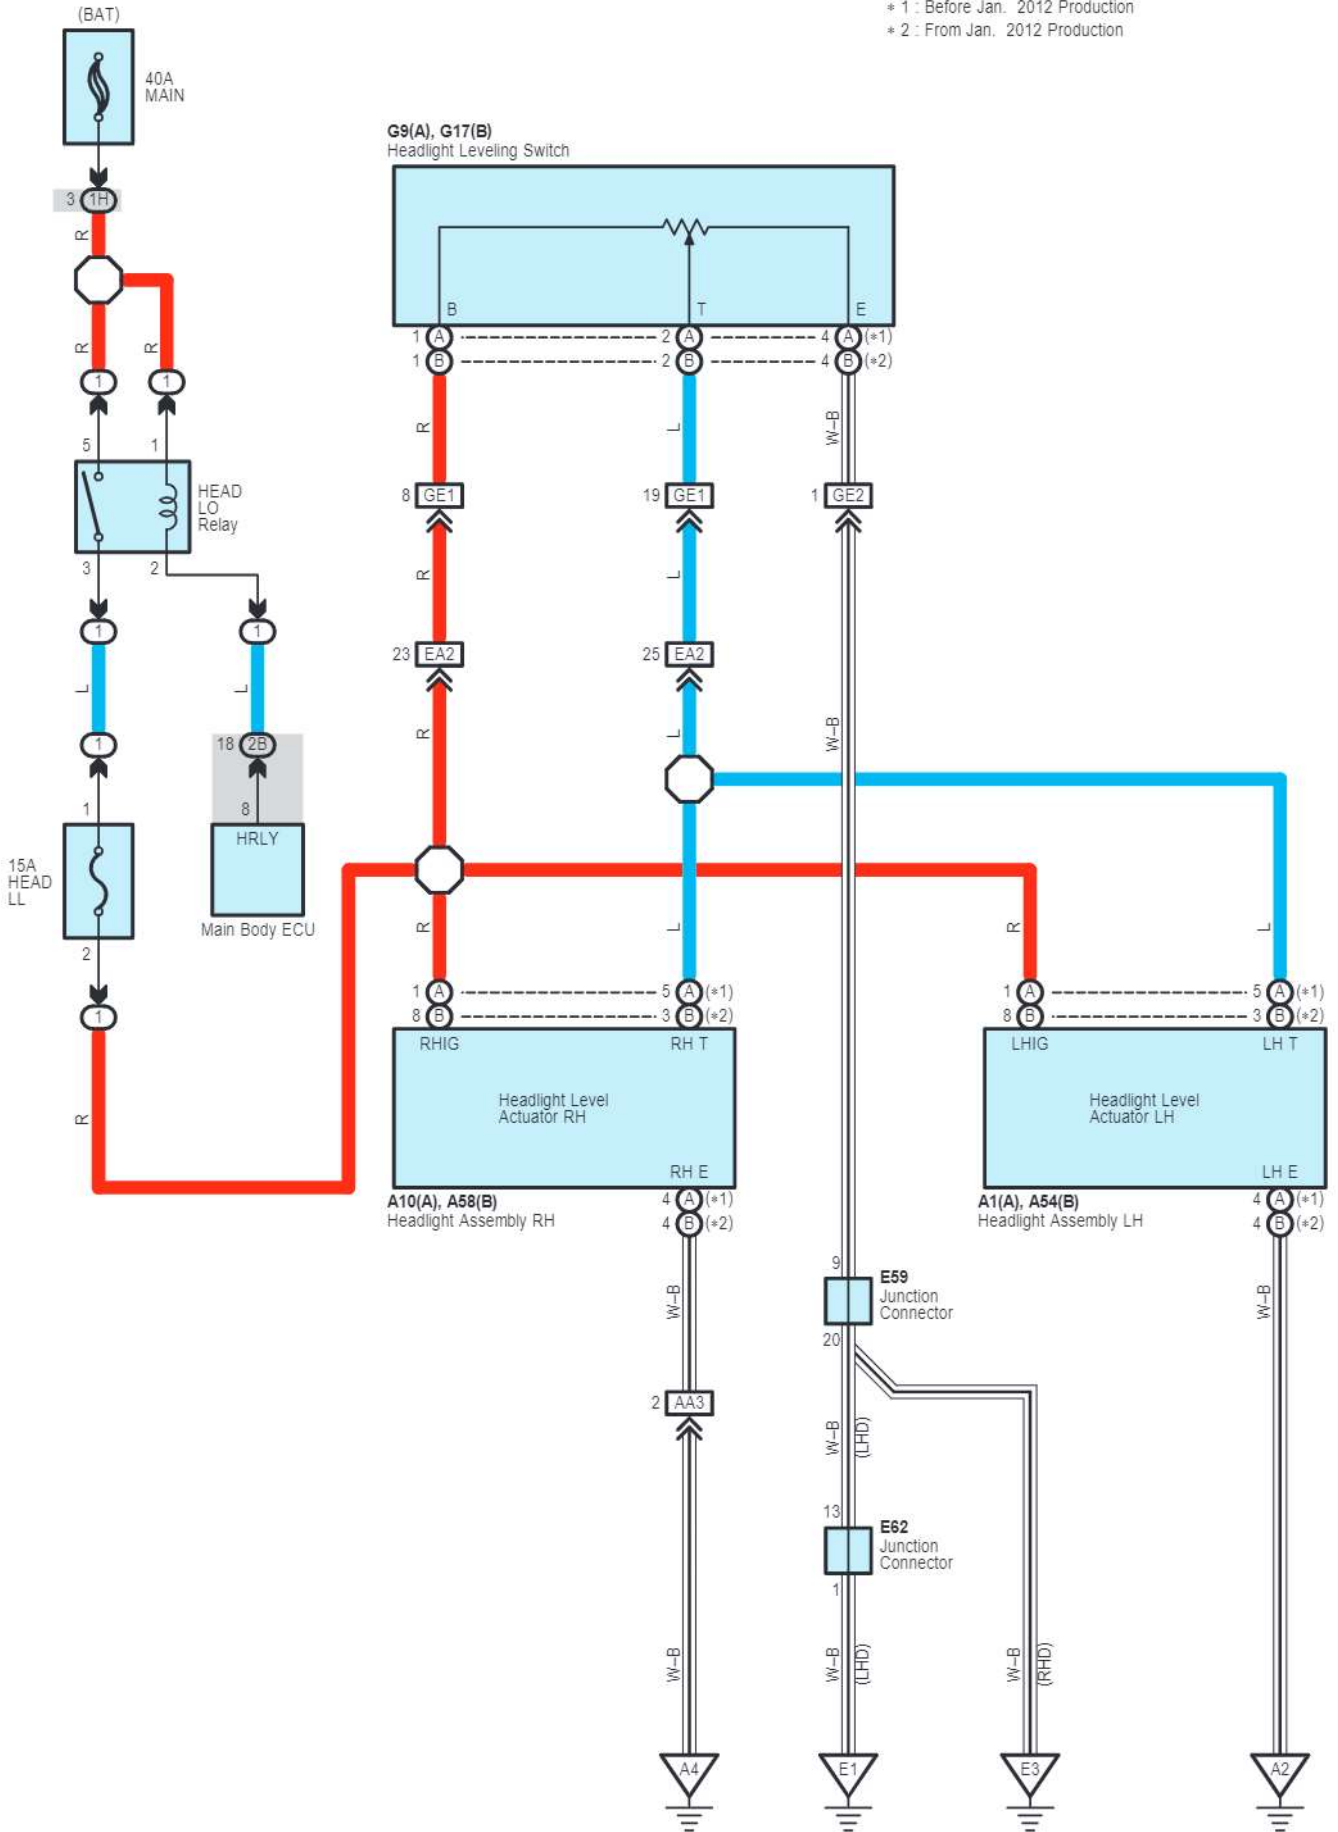 (BAT)
∗ 1 : Before Jan. 2012 Production
∗ 2 : From Jan. 2012 Production
40A
MAIN
G9(A), G17(B)
Headlight Leveling Switch
3 1H
R
B T E
1 A 2 A 4 A (∗1)
1 B 2 B 4 B (∗2)
R R
1 1
R L W–B
5 1
HEAD
LO
Relay
8 GE1 19 GE1 1 GE2
3 2
R L
1 1
23 EA2 25 EA2
L L
R L W–B
1 18 2B
1 8
HRLY
15A
HEAD
LL
Main Body ECU
2
R L R L
1 A 5 A (∗1) 1 A 5 A (∗1)
8 B 3 B (∗2) 8 B 3 B (∗2)
1
RHIG RH T LHIG LH T
Headlight Level
Actuator RH
Headlight Level
Actuator LH
R
RH E LH E
A10(A), A58(B)
Headlight Assembly RH
4 A (∗1)
4 B (∗2)
A1(A), A54(B)
Headlight Assembly LH
4 A (∗1)
4 B (∗2)
9
E59
Junction
Connector
W–B W–B
20
2 AA3
W–B (LHD)
13
E62
Junction
Connector
1
W–B W–B (LHD) W–B (RHD)
A4 E1 E3 A2